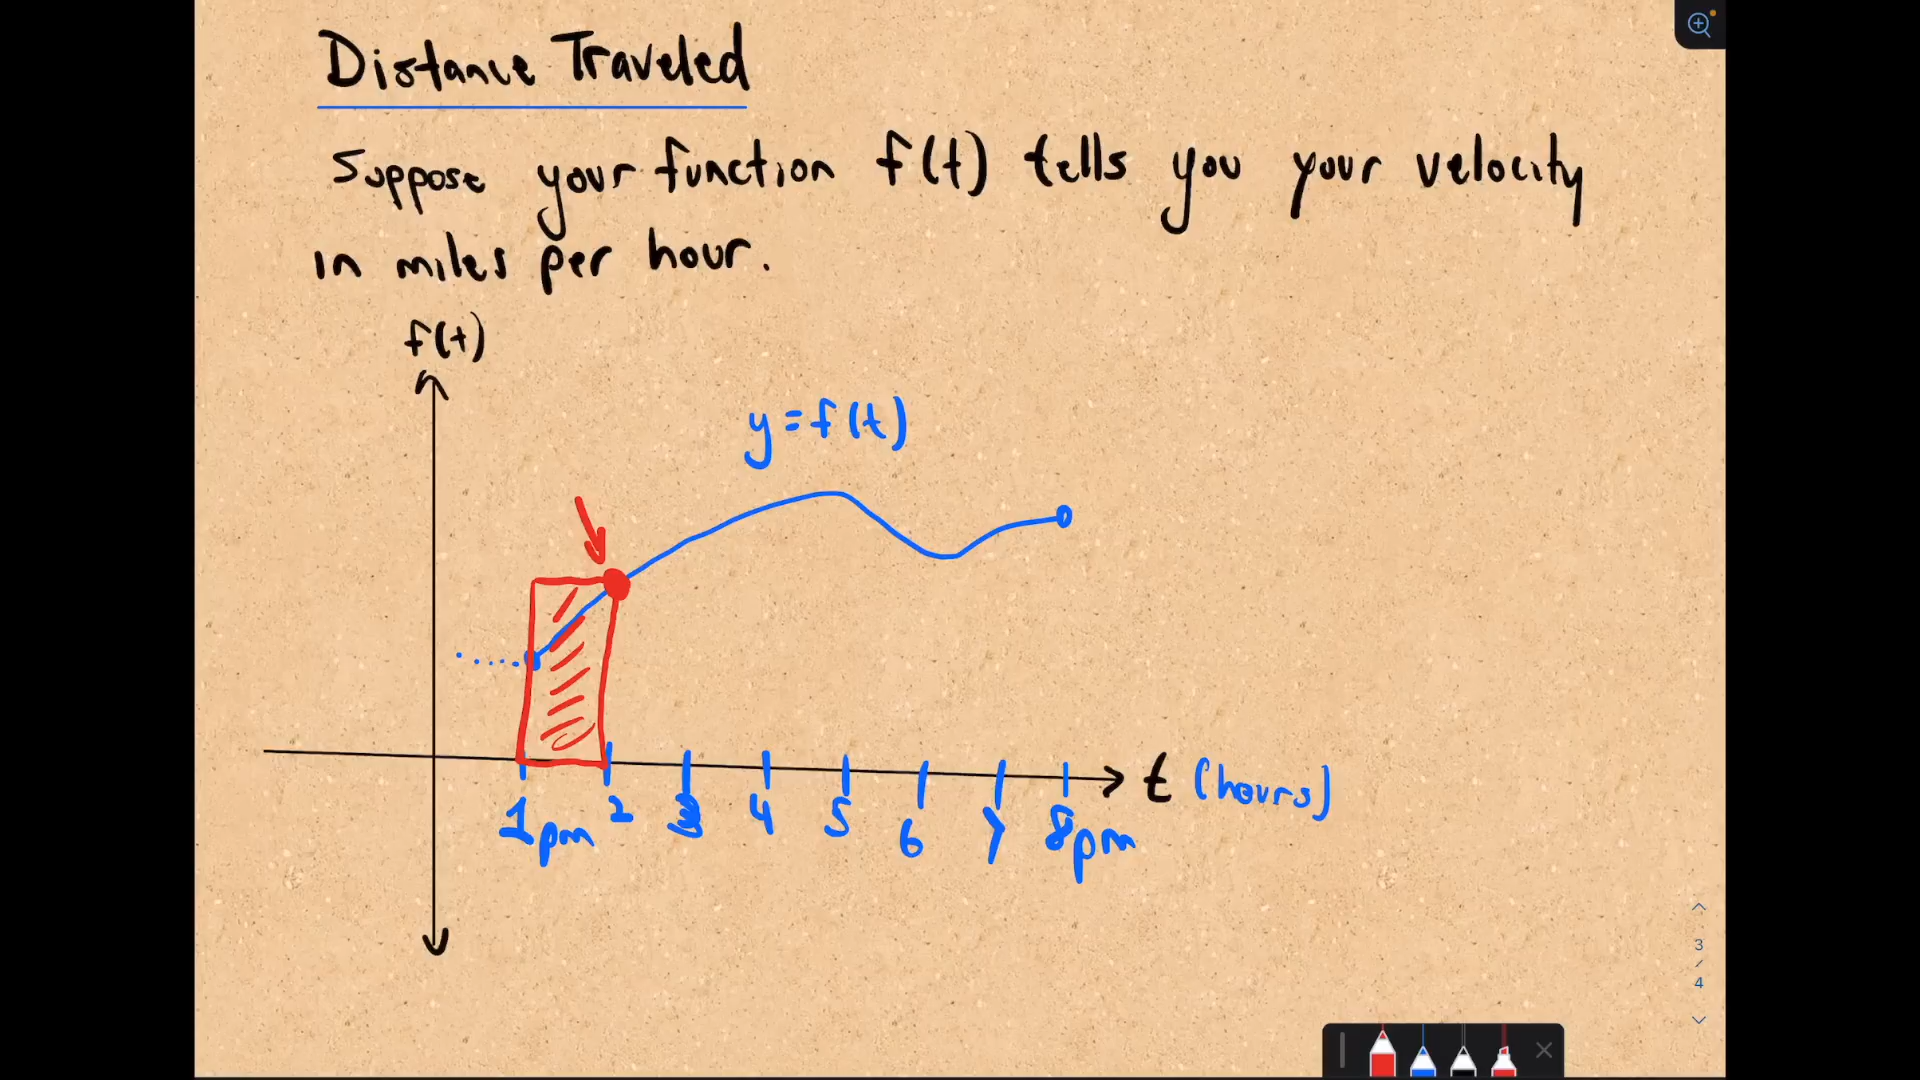 Distance Traveled
Suppose your function f(t) tells you your velocity
in miles per hour.
f(t)
y = f(t)
t (hours)
1pm 2 3 4 5 6 7 8pm
3
/
4